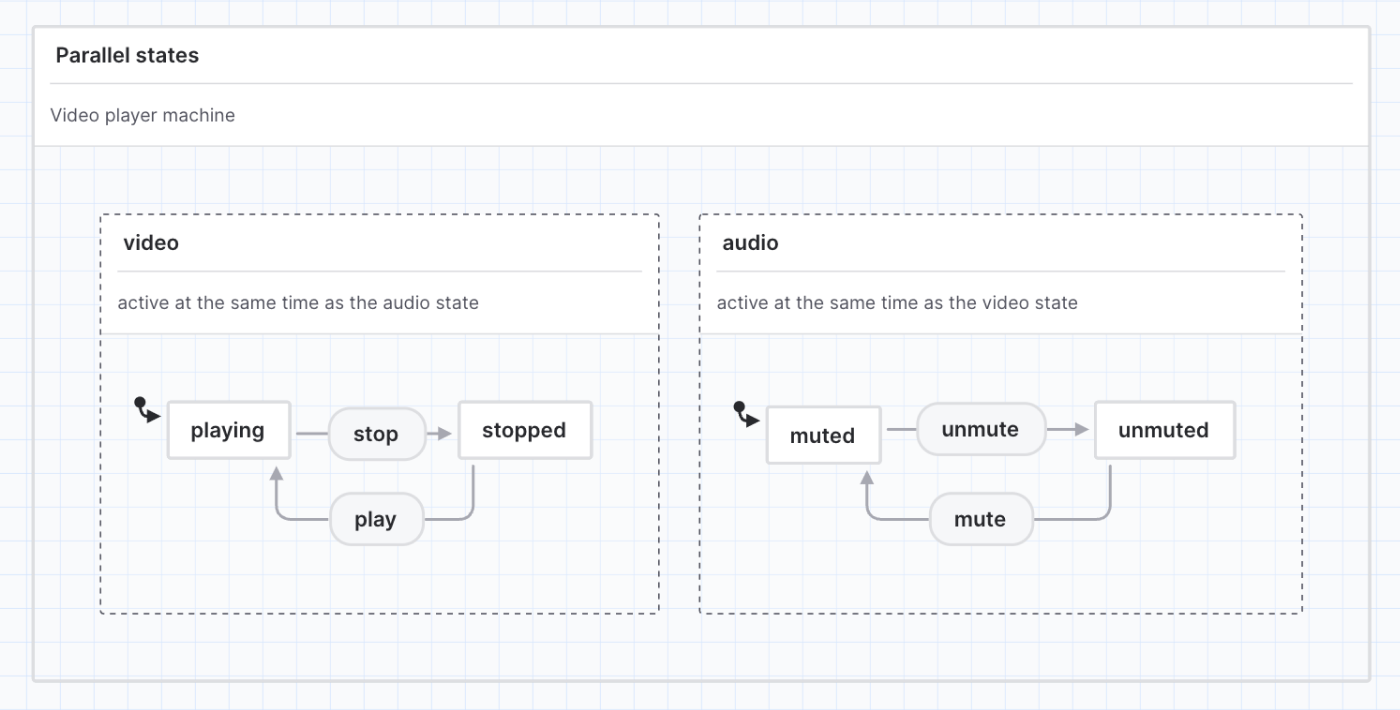 Parallel states
Video player machine
video
active at the same time as the audio state
playing
stop
stopped
play
audio
active at the same time as the video state
muted
unmute
unmuted
mute